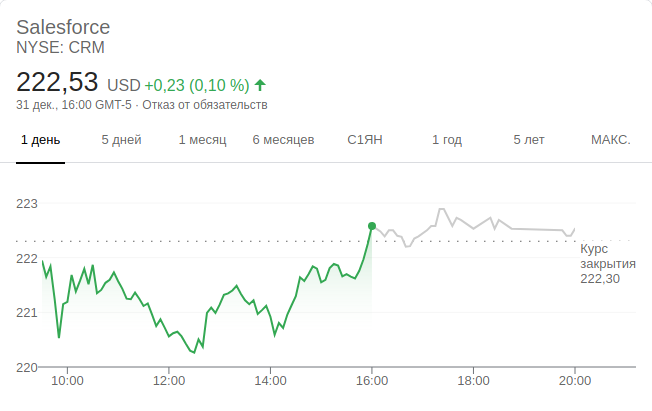 Salesforce
NYSE: CRM
222,53 USD +0,23 (0,10 %)
31 дек., 16:00 GMT-5 · Отказ от обязательств
1 день 5 дней 1 месяц 6 месяцев С1ЯН 1 год 5 лет МАКС.
223
222
221
220
Курс
закрытия
222,30
10:00 12:00 14:00 16:00 18:00 20:00